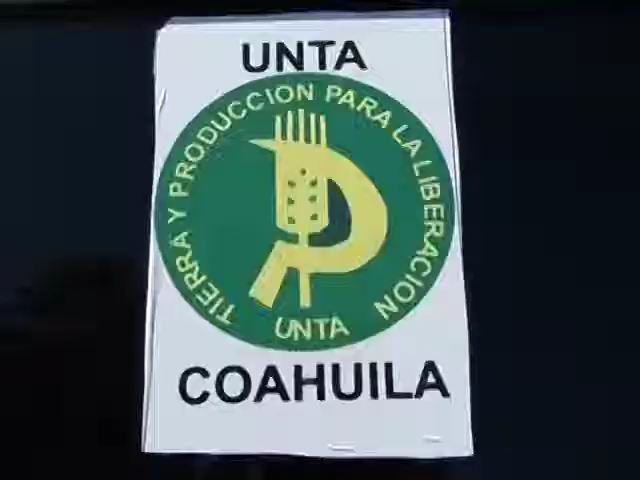 UNTA
TIERRA Y PRODUCCION PARA LA LIBERACION
UNTA
COAHUILA